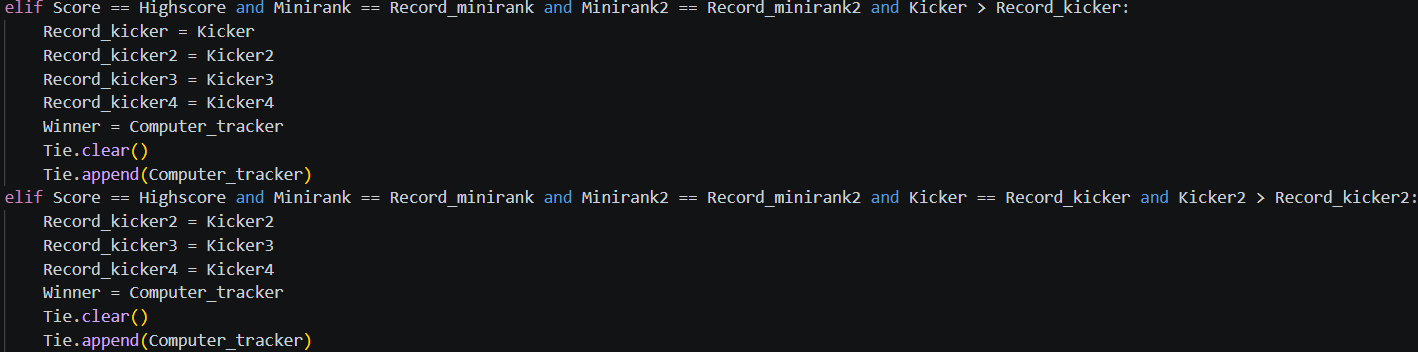 elif Score == Highscore and Minirank == Record_minirank and Minirank2 == Record_minirank2 and Kicker > Record_kicker:
    Record_kicker = Kicker
    Record_kicker2 = Kicker2
    Record_kicker3 = Kicker3
    Record_kicker4 = Kicker4
    Winner = Computer_tracker
    Tie.clear()
    Tie.append(Computer_tracker)
elif Score == Highscore and Minirank == Record_minirank and Minirank2 == Record_minirank2 and Kicker == Record_kicker and Kicker2 > Record_kicker2:
    Record_kicker2 = Kicker2
    Record_kicker3 = Kicker3
    Record_kicker4 = Kicker4
    Winner = Computer_tracker
    Tie.clear()
    Tie.append(Computer_tracker)